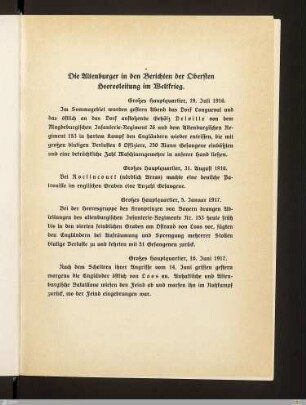 Die Altenburger in den Berichten der Obersten
Heeresleitung im Weltkrieg.
Großes Hauptquartier, 19. Juli 1916.
Im Sommegebiet wurden gestern Abend das Dorf Longueval und
das östlich an das Dorf anstoßende Gehölz Delville von dem
Magdeburgischen Infanterie-Regiment 26 und dem Altenburgischen Re-
giment 153 in hartem Kampf den Engländern wieder entrissen, die mit
großen blutigen Verlusten 8 Offiziere, 280 Mann Gefangene einbüßten
und eine beträchtliche Zahl Maschinengewehre in unserer Hand ließen.
Großes Hauptquartier, 31. August 1916.
Bei Roclincourt (nördlich Arras) machte eine deutsche Pa-
trouille im englischen Graben eine Anzahl Gefangene.
Großes Hauptquartier, 5. Januar 1917.
Bei der Heeresgruppe des Kronprinzen von Bayern drangen Ab-
teilungen des altenburgischen Infanterie-Regiments Nr. 153 heute früh
bis in den vierten feindlichen Graben am Ostrand von Loos vor, fügten
den Engländern bei Aufräumung und Sprengung mehrerer Stollen
blutige Verluste zu und kehrten mit 51 Gefangenen zurück.
Großes Hauptquartier, 16. Juni 1917.
Nach dem Scheitern ihrer Angriffe vom 14. Juni griffen gestern
morgens die Engländer östlich von Loos an. Anhaltische und Alten-
burgische Bataillone wiesen den Feind ab und warfen ihn im Nahkampf
zurück, wo der Feind eingedrungen war.